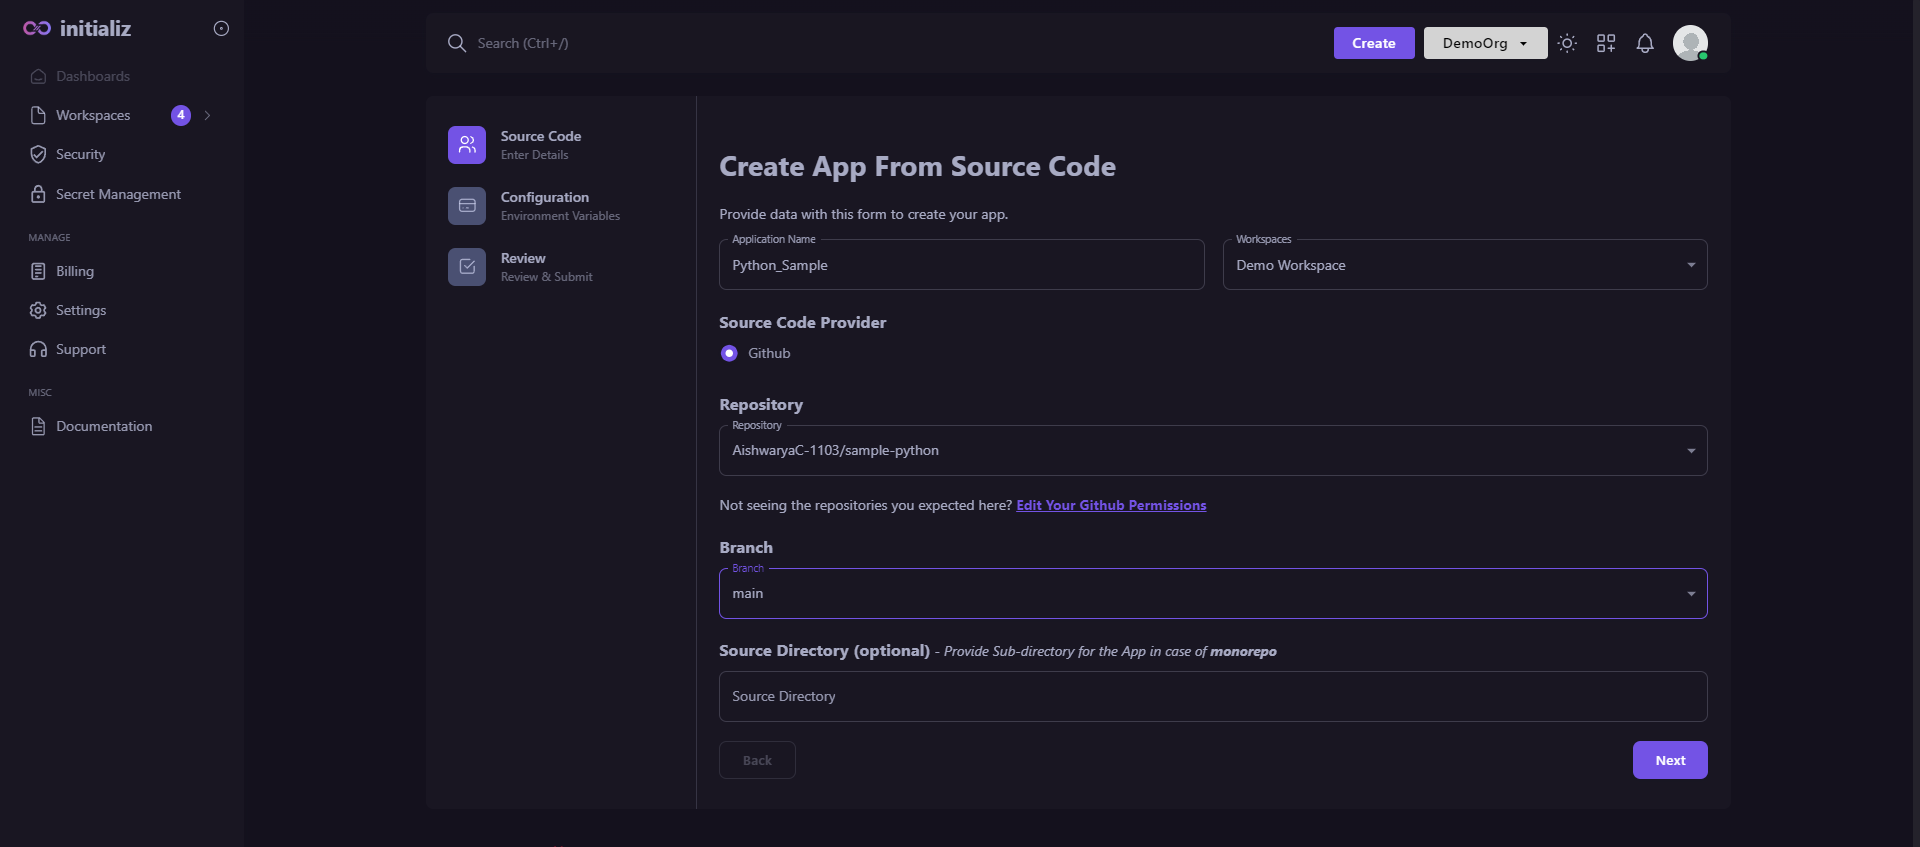 initializ
Dashboards
Workspaces 4
Security
Secret Management
MANAGE
Billing
Settings
Support
MISC
Documentation
Search (Ctrl+/)
Create
DemoOrg
Source Code
Enter Details
Configuration
Environment Variables
Review
Review & Submit
Create App From Source Code
Provide data with this form to create your app.
Application Name
Python_Sample
Workspaces
Demo Workspace
Source Code Provider
Github
Repository
Repository
AishwaryaC-1103/sample-python
Not seeing the repositories you expected here? Edit Your Github Permissions
Branch
Branch
main
Source Directory (optional) - Provide Sub-directory for the App in case of monorepo
Source Directory
Back
Next